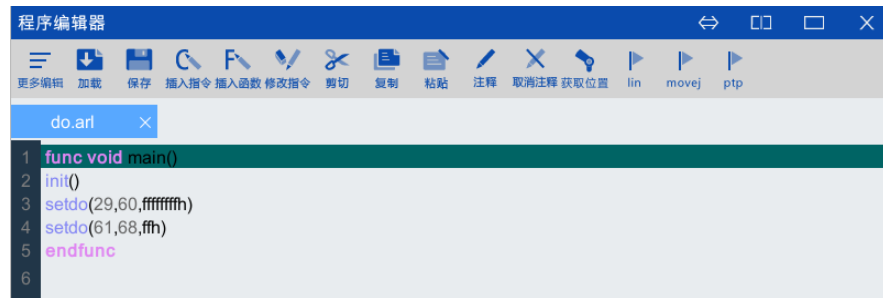 程序编辑器
更多编辑 加载 保存 插入指令 插入函数 修改指令 剪切 复制 粘贴 注释 取消注释 获取位置 lin movej ptp
do.arl
1 func void main()
2 init()
3 setdo(29,60,ffffffffh)
4 setdo(61,68,ffh)
5 endfunc
6